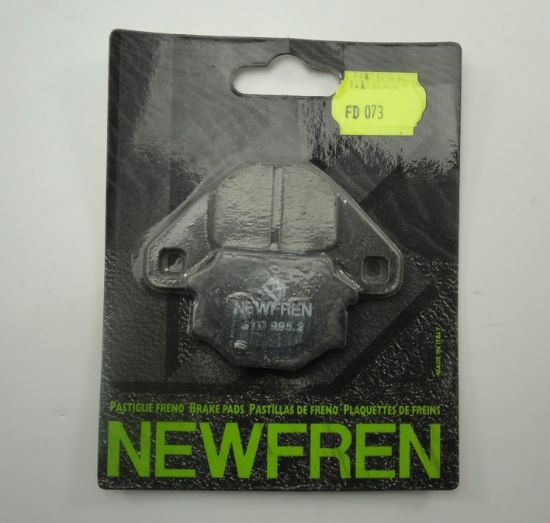 FD 073
NEWFREN
MADE IN ITALY
PASTIGLIE FRENO - BRAKE PADS - PASTILLAS DE FRENO - PLAQUETTES DE FREINS
NEWFREN